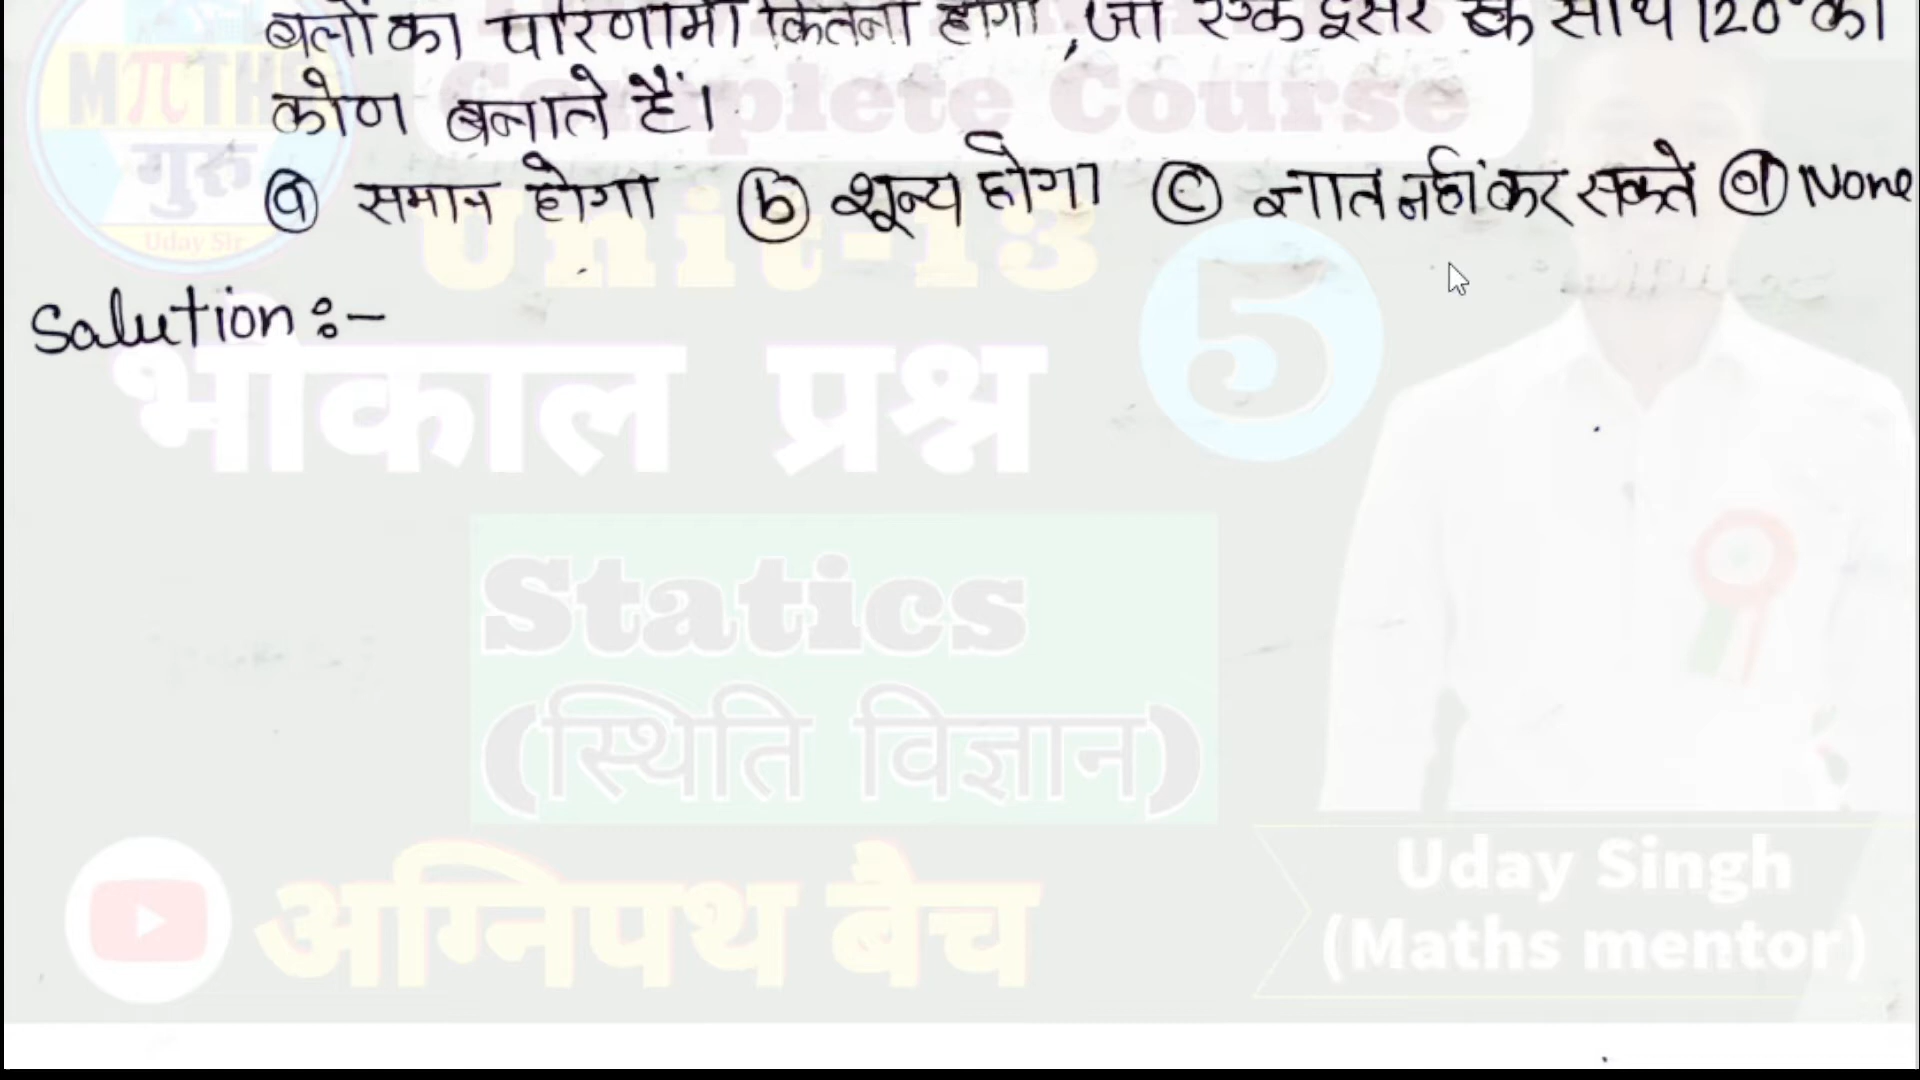 बलों का परिणामी कितना होगा, जो एक दूसरे के साथ 120° का
कोण बनाते हैं।
Complete Course
MπTHS
गुरु
Uday Sir
ⓐ समान होगा ⓑ शून्य होगा ⓒ ज्ञात नहीं कर सकते ⓓ None
Unit-13
5
Salution :-
भौकाल प्रश्न
Statics
(स्थिति विज्ञान)
अग्निपथ बैच
Uday Singh
(Maths mentor)